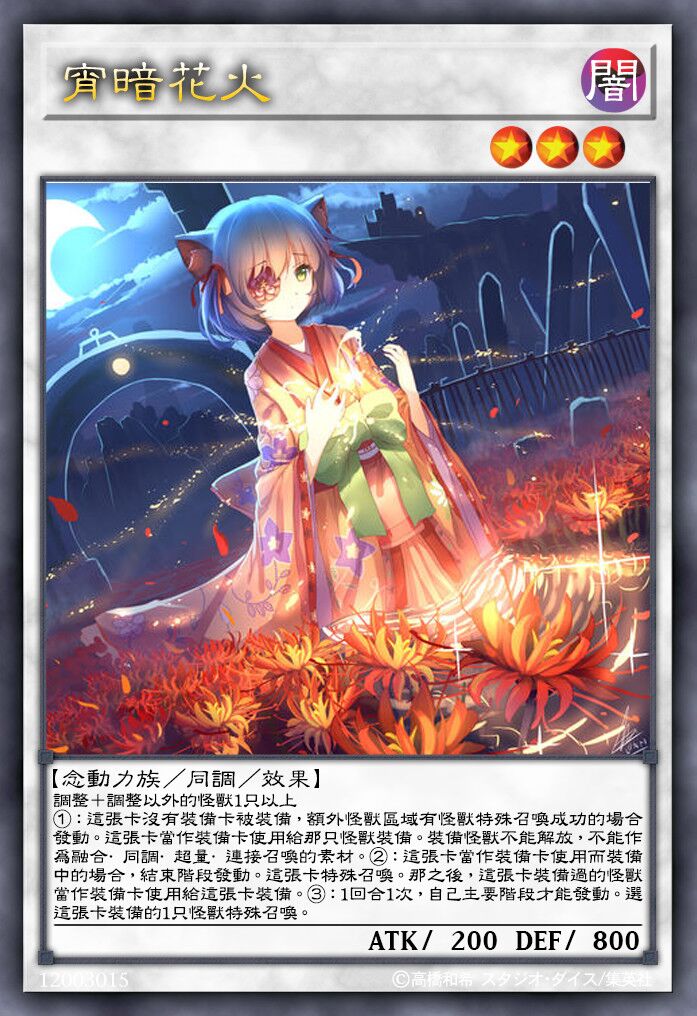 宵暗花火
闇
【念動力族／同調／效果】
調整＋調整以外的怪獸1只以上
①：這張卡沒有裝備卡被裝備，額外怪獸區域有怪獸特殊召喚成功的場合
發動。這張卡當作裝備卡使用給那只怪獸裝備。裝備怪獸不能解放，不能作
爲融合·同調·超量·連接召喚的素材。②：這張卡當作裝備卡使用而裝備
中的場合，結束階段發動。這張卡特殊召喚。那之後，這張卡裝備過的怪獸
當作裝備卡使用給這張卡裝備。③：1回合1次，自己主要階段才能發動。選
這張卡裝備的1只怪獸特殊召喚。
ATK/ 200 DEF/ 800
12003015 ©高橋和希 スタジオ·ダイス/集英社